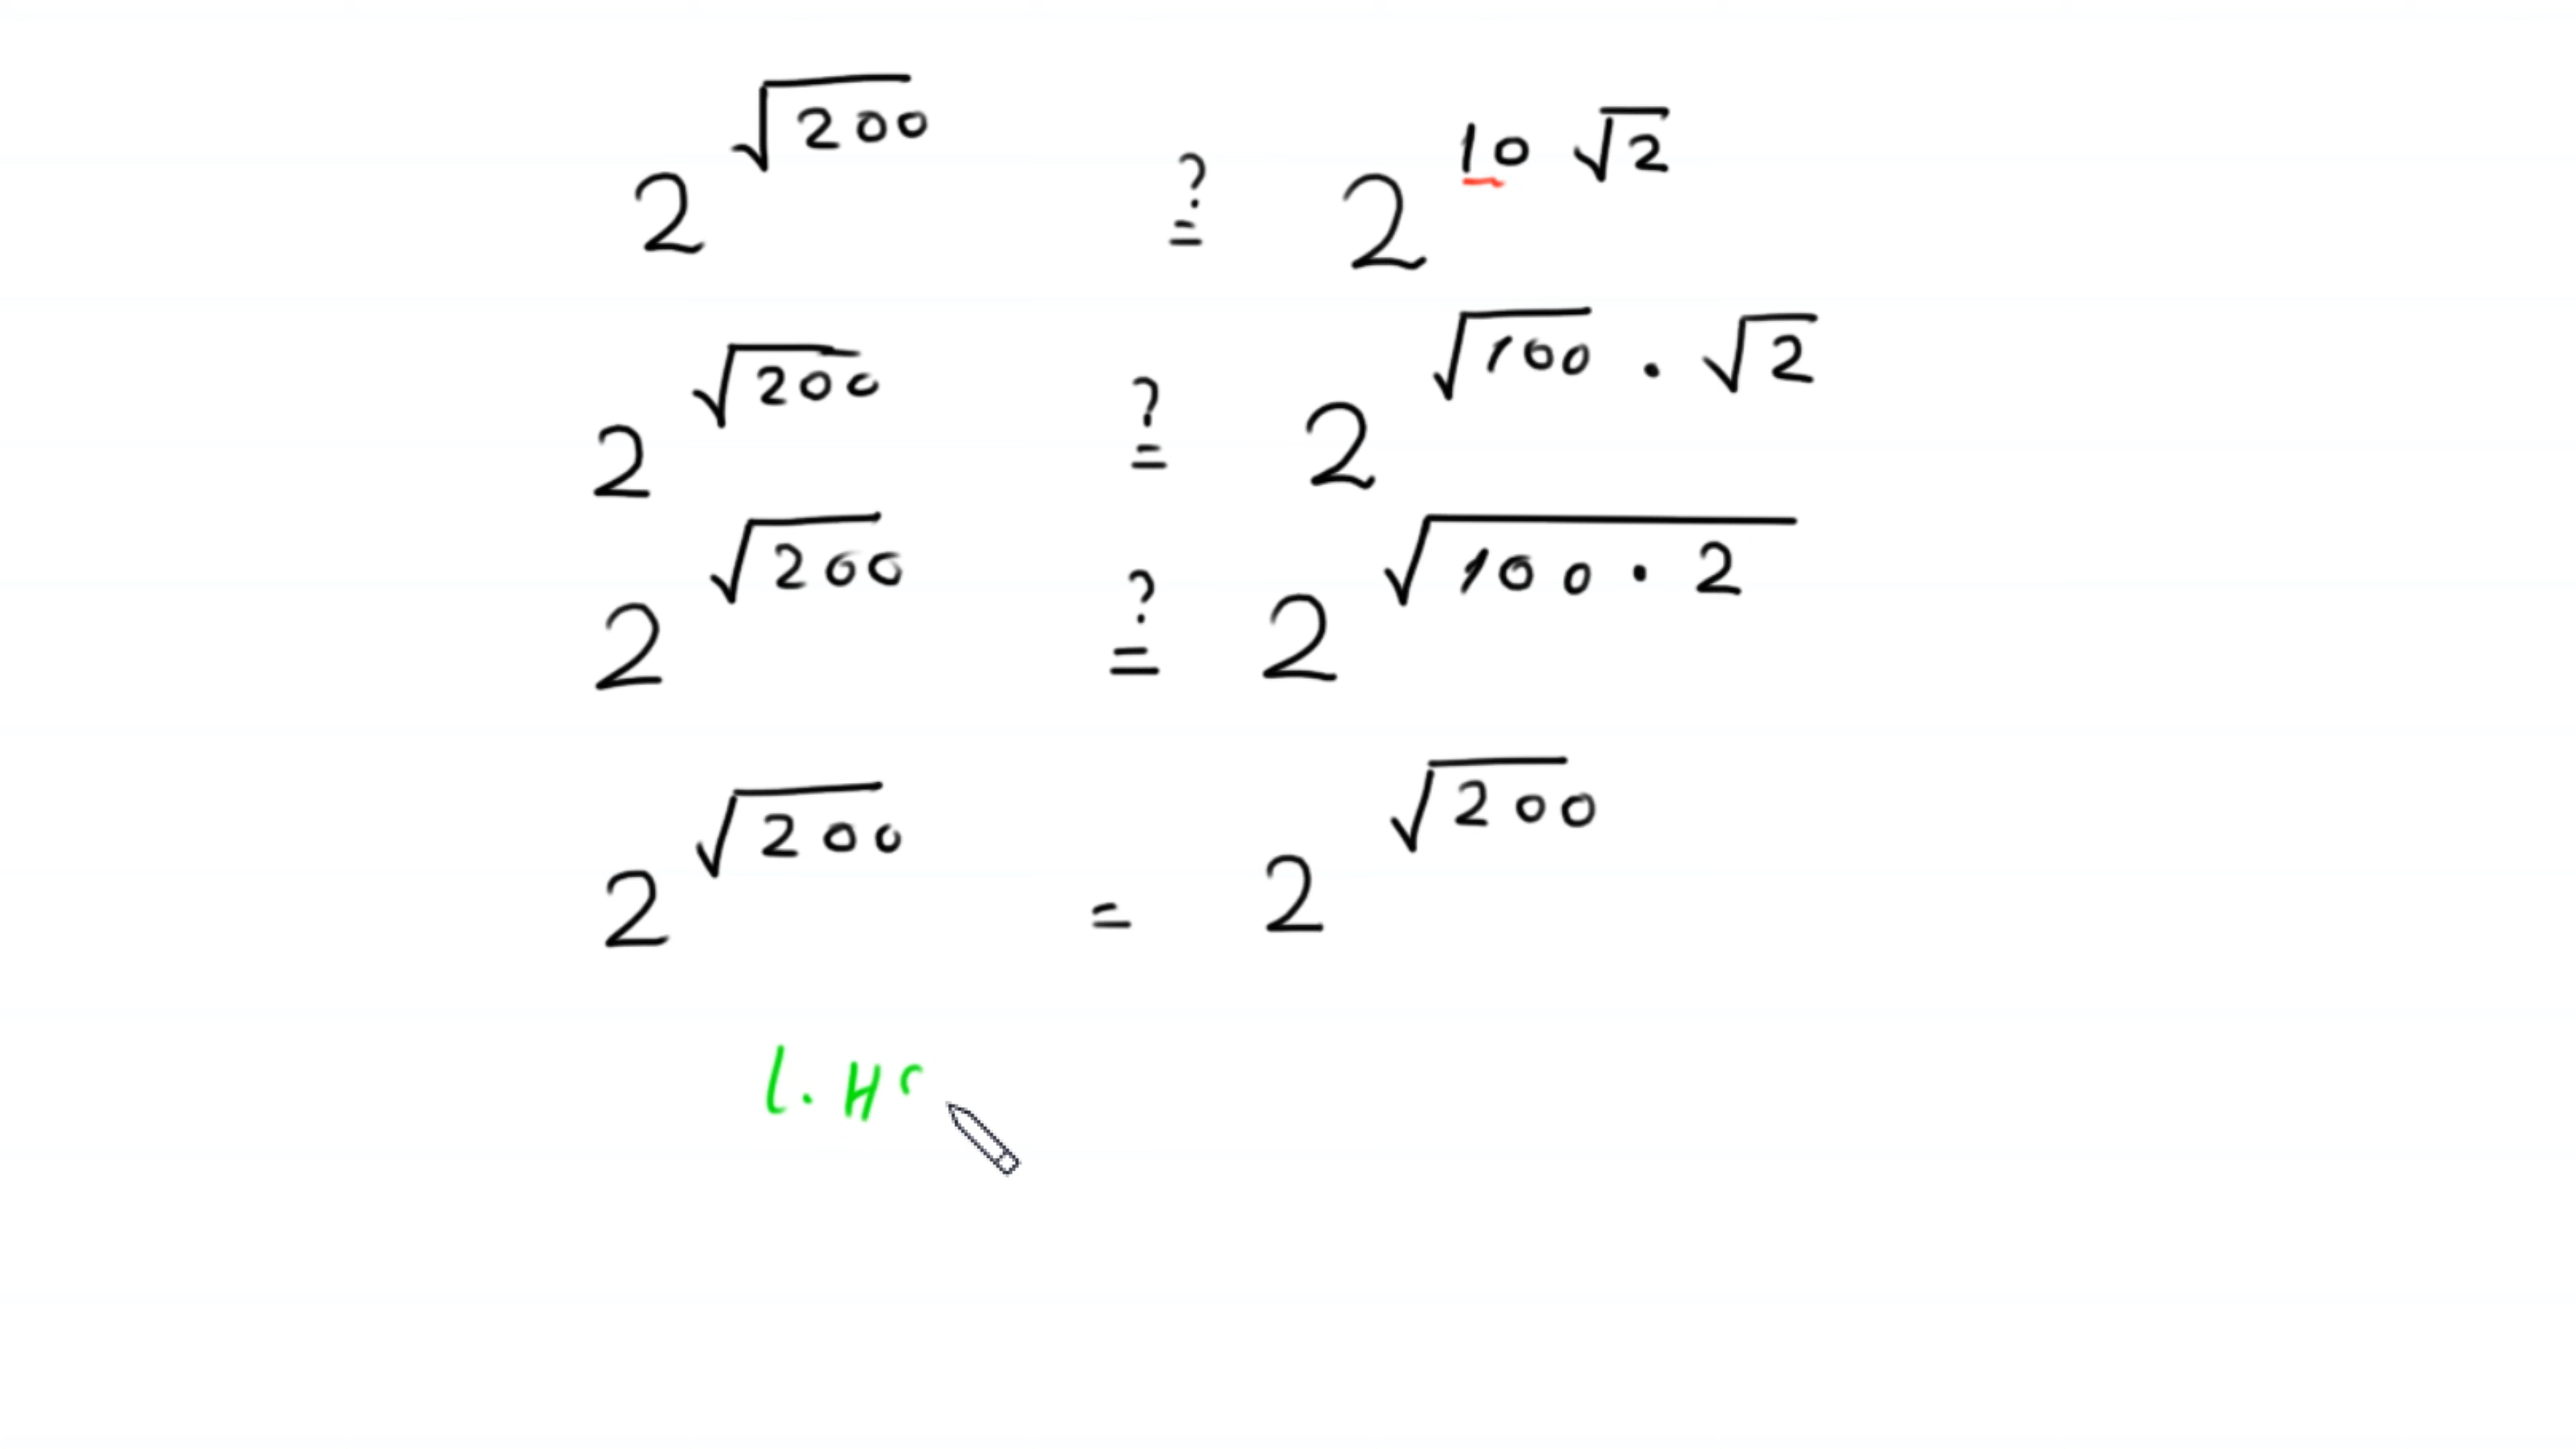 2^√200 ?= 2^10 √2
2^√200 ?= 2^√100 · √2
2^√200 ?= 2^√(100 · 2)
2^√200 = 2^√200
L. H